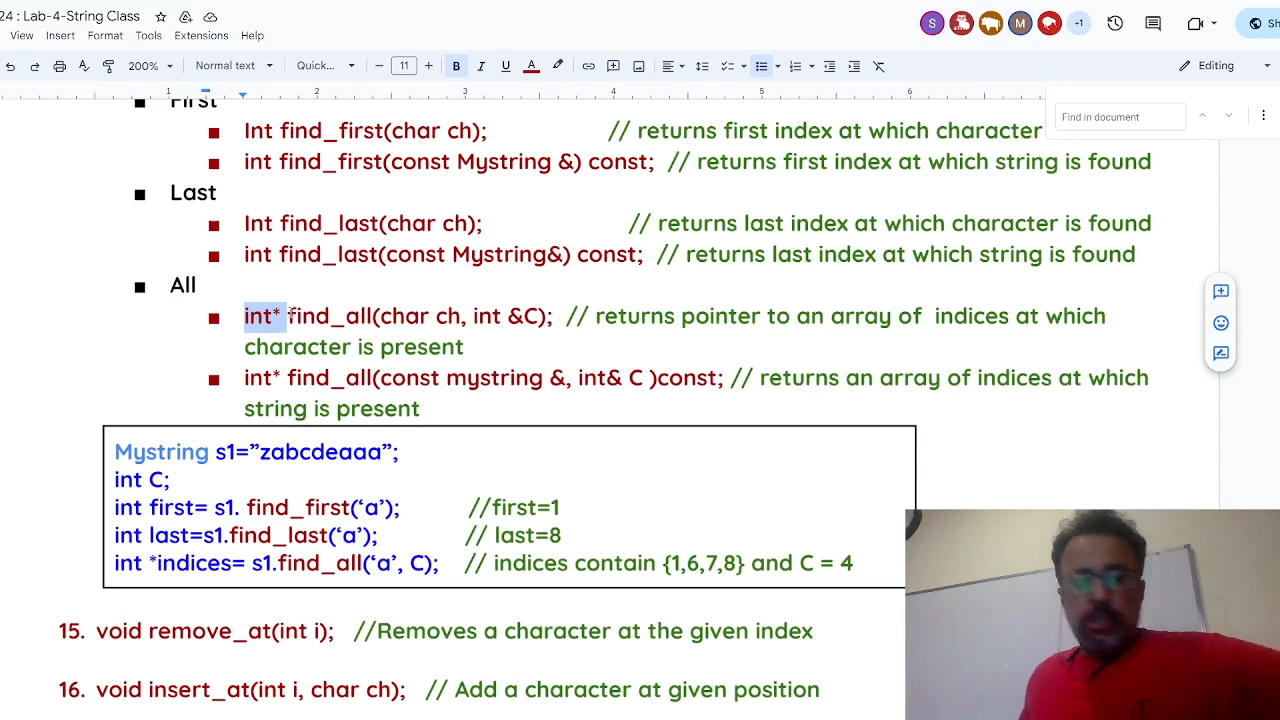 24 : Lab-4-String Class
S M +1 Sh
View Insert Format Tools Extensions Help
200% Normal text Quick... − 11 + B I U A Editing
1 2 3 4 5 6
Find in document
First
Int find_first(char ch); // returns first index at which character
int find_first(const Mystring &) const; // returns first index at which string is found
Last
Int find_last(char ch); // returns last index at which character is found
int find_last(const Mystring&) const; // returns last index at which string is found
All
int* find_all(char ch, int &C); // returns pointer to an array of indices at which
character is present
int* find_all(const mystring &, int& C )const; // returns an array of indices at which
string is present
Mystring s1=”zabcdeaaa”;
int C;
int first= s1. find_first(‘a’); //first=1
int last=s1.find_last(‘a’); // last=8
int *indices= s1.find_all(‘a’, C); // indices contain {1,6,7,8} and C = 4
15. void remove_at(int i); //Removes a character at the given index
16. void insert_at(int i, char ch); // Add a character at given position